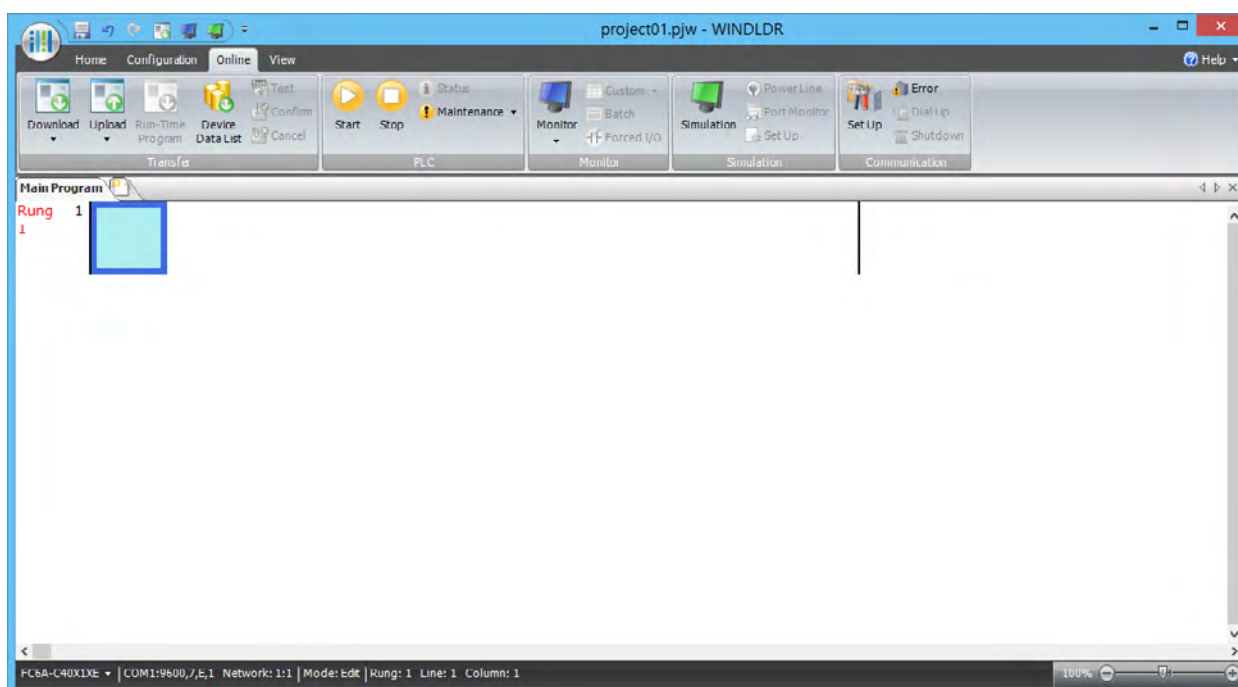 project01.pjw - WINDLDR
Home Configuration Online View Help
Download Upload Run-Time Program Device Data List Test Confirm Cancel
Transfer
Start Stop Status Maintenance
PLC
Monitor Custom Batch Forced I/O
Monitor
Simulation Power Line Port Monitor Set Up
Simulation
Set Up Error Dial Up Shutdown
Communication
Main Program
Rung 1
1
FC6A-C40X1XE COM1:9600,7,E,1 Network: 1:1 Mode: Edit Rung: 1 Line: 1 Column: 1 100%